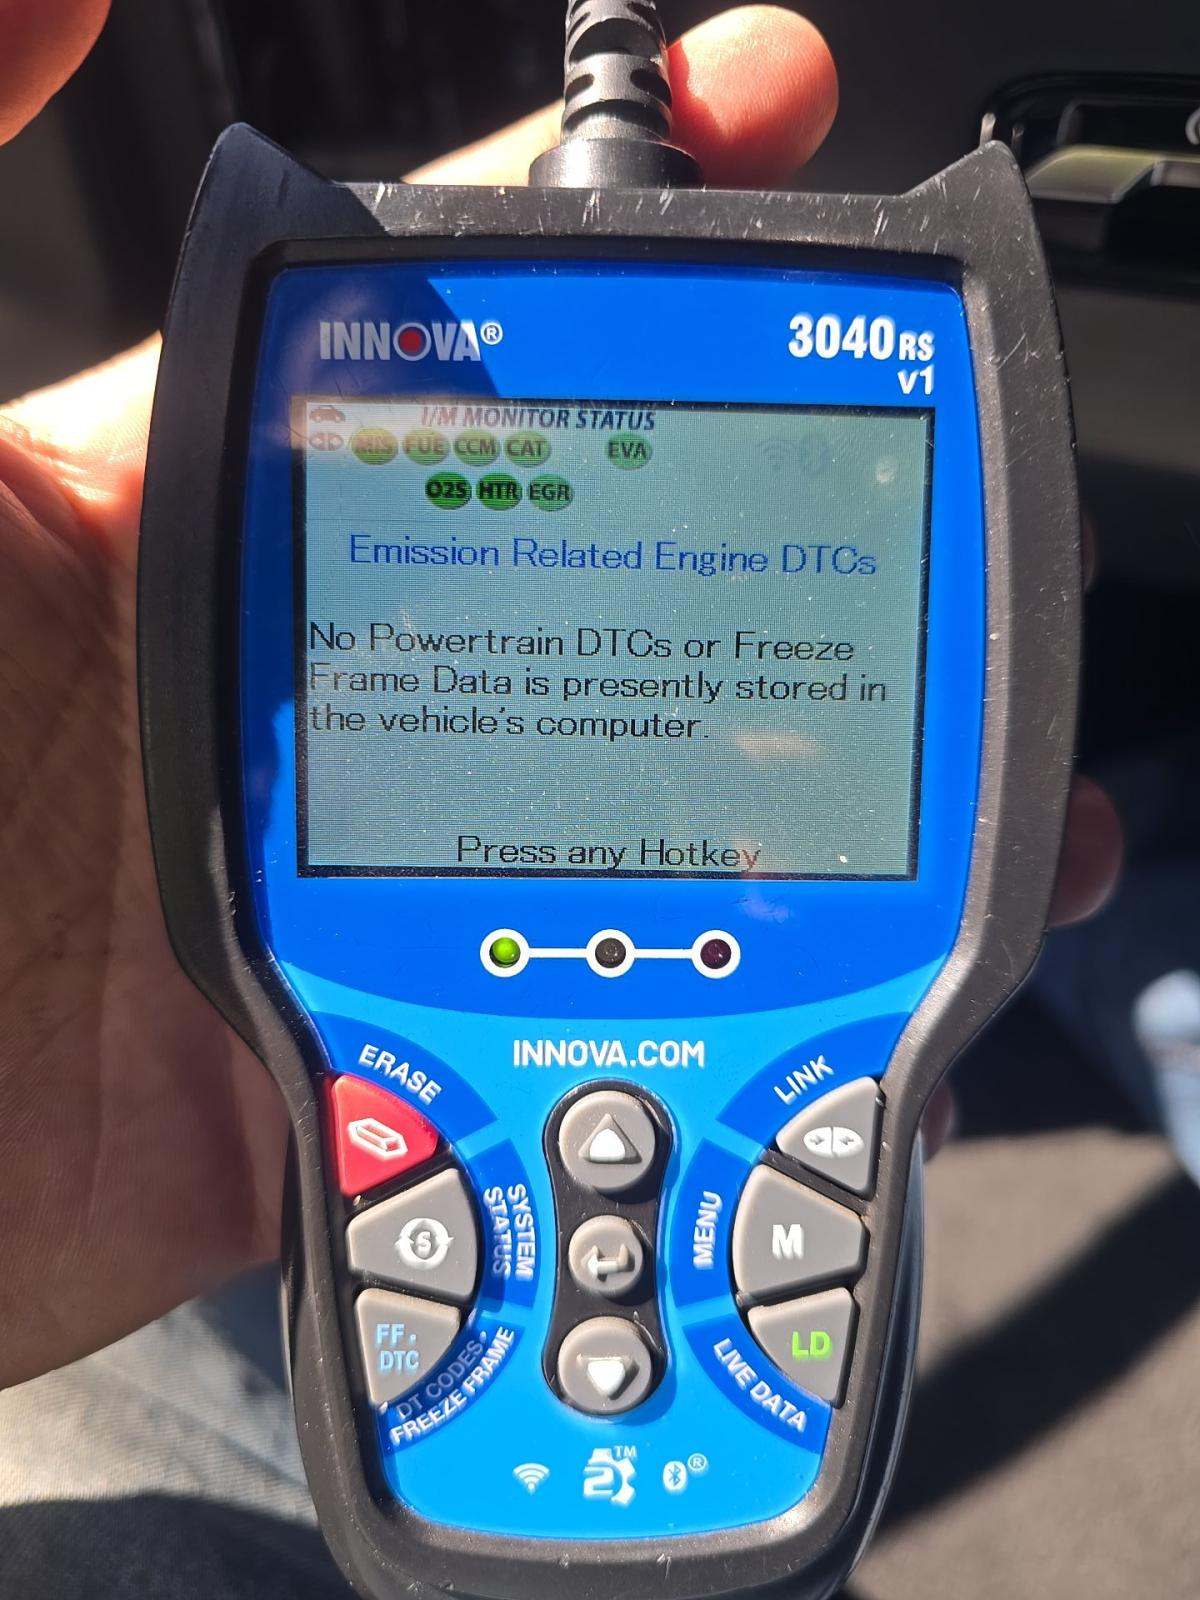 INNOVA®
3040RS
v1
I/M MONITOR STATUS
MIS FUE CCM CAT EVA
O2S HTR EGR
Emission Related Engine DTCs
No Powertrain DTCs or Freeze
Frame Data is presently stored in
the vehicle's computer.
Press any Hotkey
INNOVA.COM
ERASE
LINK
S
SYSTEM
STATUS
MENU
M
FF.
DTC
DT CODES.
FREEZE FRAME
LD
LIVE DATA
2™
®